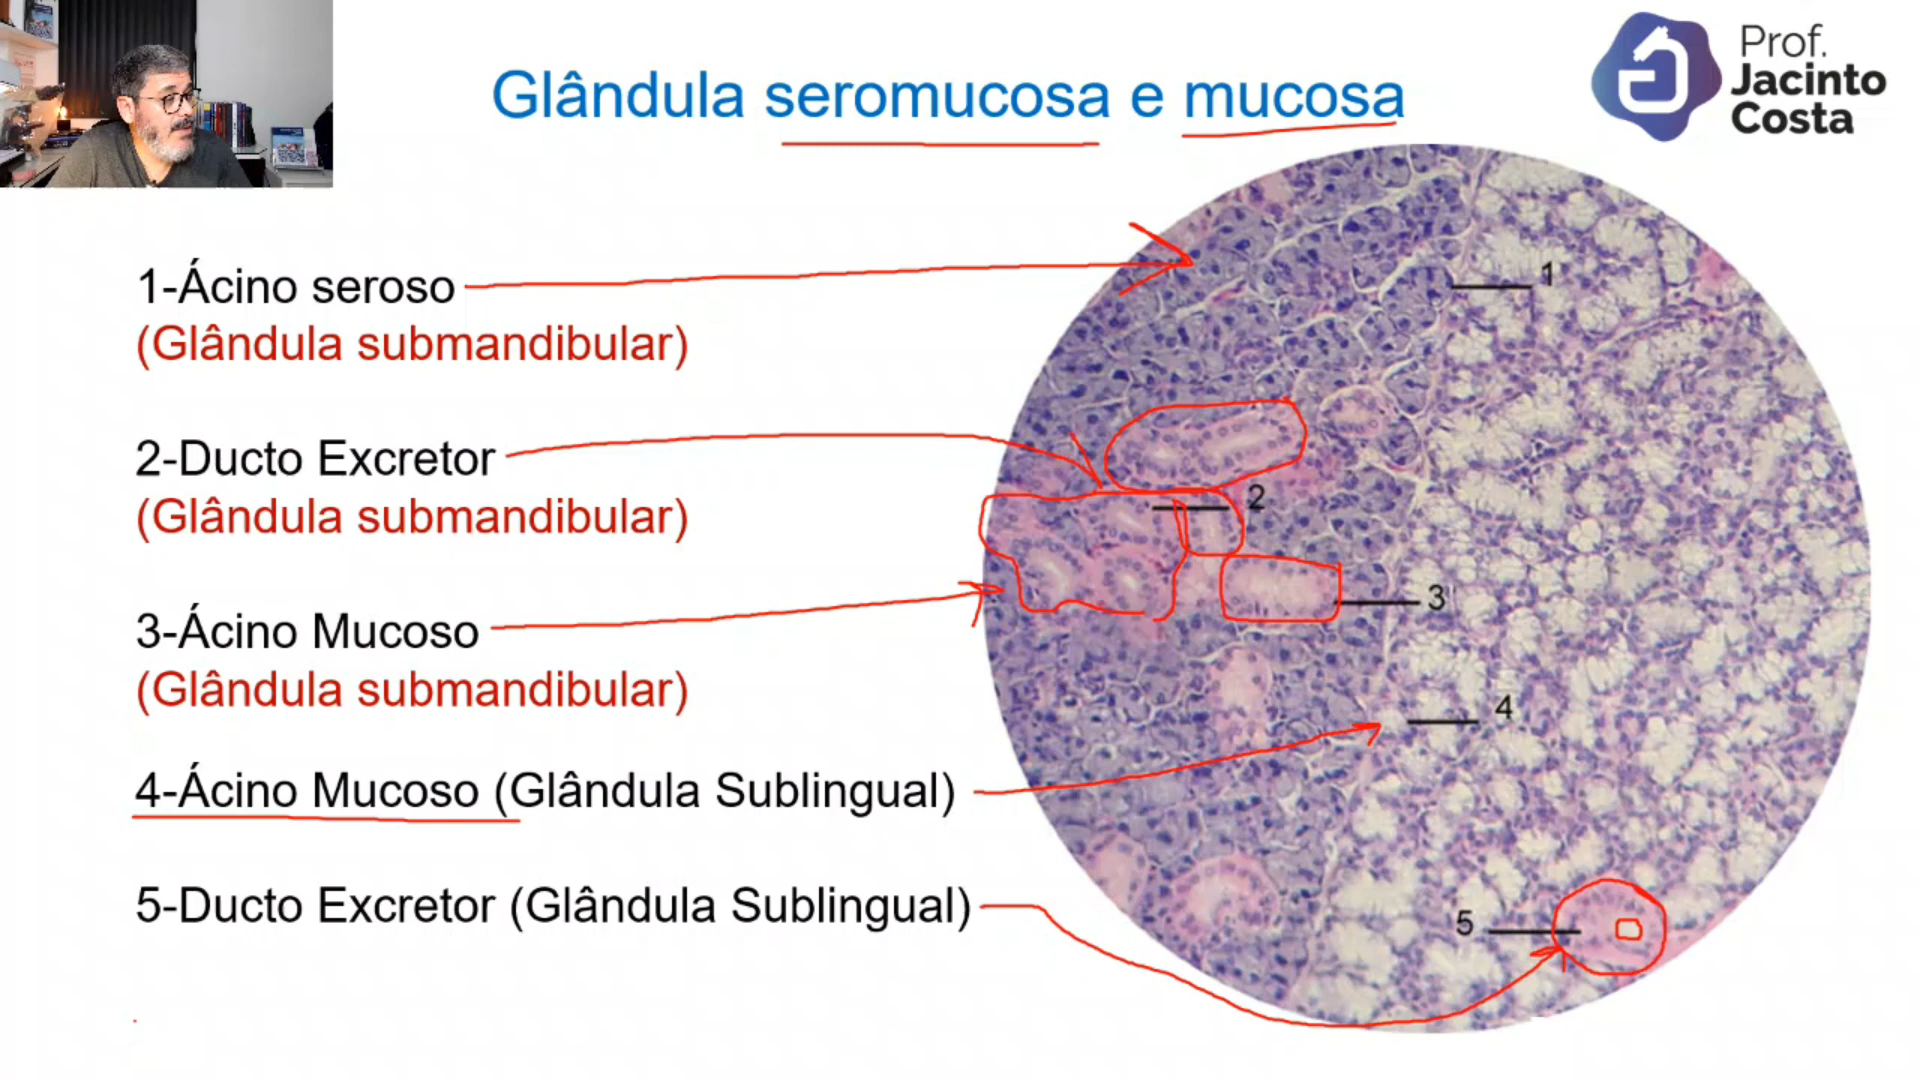 Glândula seromucosa e mucosa
Prof.
Jacinto
Costa
1-Ácino seroso
(Glândula submandibular)
2-Ducto Excretor
(Glândula submandibular)
3-Ácino Mucoso
(Glândula submandibular)
4-Ácino Mucoso (Glândula Sublingual)
5-Ducto Excretor (Glândula Sublingual)
1
2
3
4
5